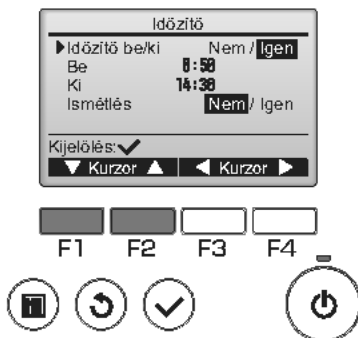 Időzítő
Időzítő be/ki Nem / Igen
Be 8:50
Ki 14:30
Ismétlés Nem / Igen
Kijelölés:✓
▼ Kurzor ▲ ◀ Kurzor ▶
F1 F2 F3 F4